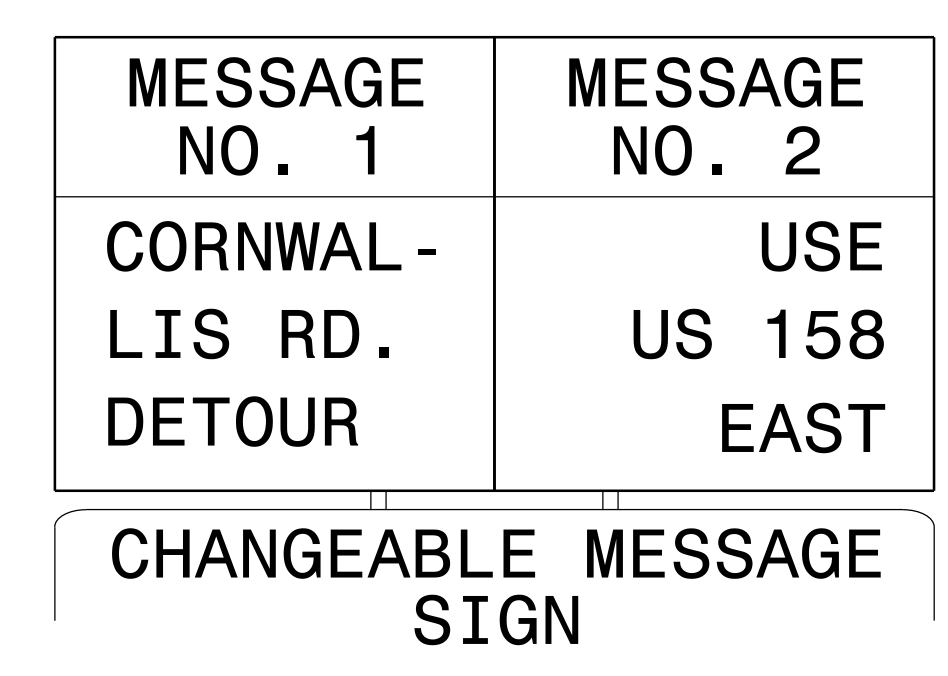 MESSAGE
NO. 1
MESSAGE
NO. 2
CORNWAL-
LIS RD.
DETOUR
USE
US 158
EAST
CHANGEABLE MESSAGE
SIGN